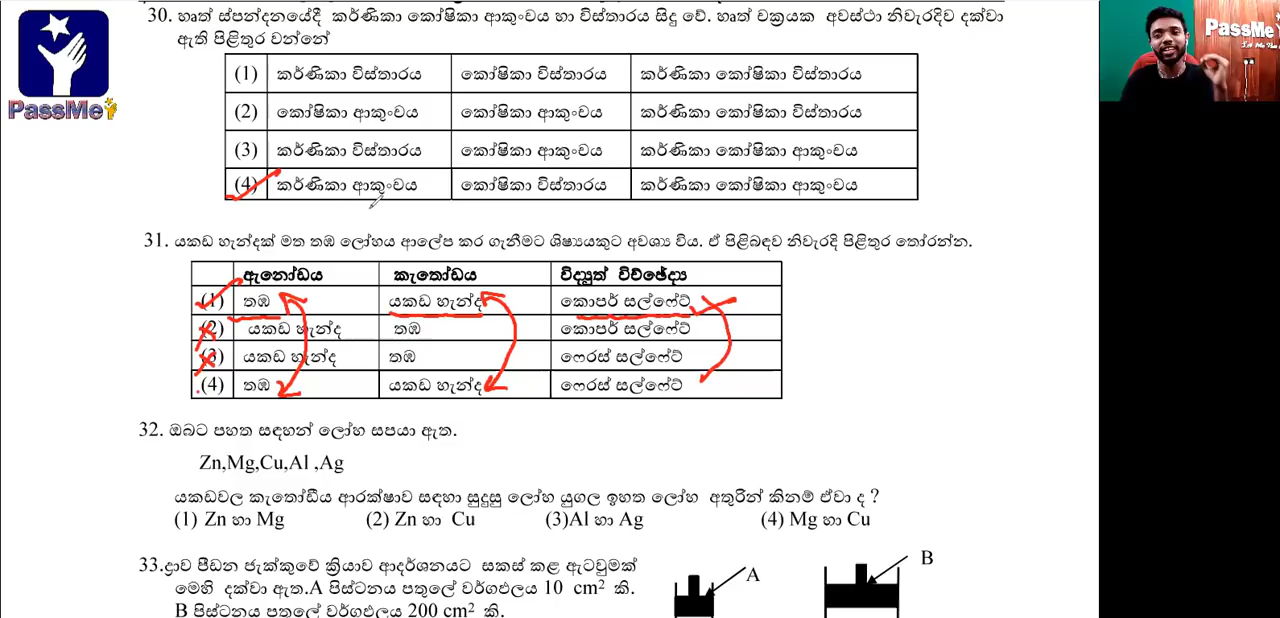 30. හෘත් ස්පන්දනයේදී කර්ණිකා කෝෂිකා ආකුංචය හා විස්තාරය සිදු වේ. හෘත් චක්‍රයක අවස්ථා නිවැරදිව දක්වා
ඇති පිළිතුර වන්නේ
(1) කර්ණිකා විස්තාරය කෝෂිකා විස්තාරය කර්ණිකා කෝෂිකා විස්තාරය
(2) කෝෂිකා ආකුංචය කෝෂිකා ආකුංචය කර්ණිකා කෝෂිකා විස්තාරය
(3) කර්ණිකා විස්තාරය කෝෂිකා ආකුංචය කර්ණිකා කෝෂිකා ආකුංචය
(4) කර්ණිකා ආකුංචය කෝෂිකා විස්තාරය කර්ණිකා කෝෂිකා ආකුංචය
PassMe
PassMe
31. යකඩ හැන්දක් මත තඹ ලෝහය ආලේප කර ගැනීමට ශිෂ්‍යයකුට අවශ්‍ය විය. ඒ පිළිබඳව නිවැරදි පිළිතුර තෝරන්න.
ඇනෝඩය කැතෝඩය විද්‍යුත් විච්ඡේද්‍ය
(1) තඹ යකඩ හැන්ද කොපර් සල්ෆේට්
(2) යකඩ හැන්ද තඹ කොපර් සල්ෆේට්
(3) යකඩ හැන්ද තඹ ෆෙරස් සල්ෆේට්
(4) තඹ යකඩ හැන්ද ෆෙරස් සල්ෆේට්
32. ඔබට පහත සඳහන් ලෝහ සපයා ඇත.
Zn,Mg,Cu,Al ,Ag
යකඩවල කැතෝඩීය ආරක්ෂාව සඳහා සුදුසු ලෝහ යුගල ඉහත ලෝහ අතුරින් කිනම් ඒවා ද ?
(1) Zn හා Mg (2) Zn හා Cu (3)Al හා Ag (4) Mg හා Cu
33.ද්‍රාව පීඩන ජැක්කුවේ ක්‍රියාව ආදර්ශනයට සකස් කළ ඇටවුමක්
මෙහි දක්වා ඇත.A පිස්ටනය පතුලේ වර්ගඵලය 10 cm² කි.
B පිස්ටනය පතුලේ වර්ගඵලය 200 cm² කි.
A
B